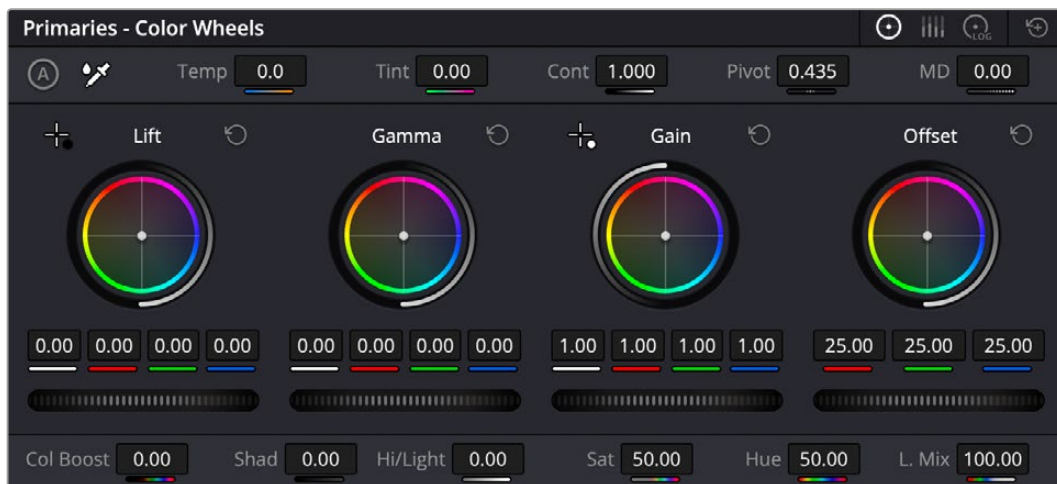 Primaries - Color Wheels
LOG
A Temp 0.0 Tint 0.00 Cont 1.000 Pivot 0.435 MD 0.00
Lift Gamma Gain Offset
0.00 0.00 0.00 0.00 0.00 0.00 0.00 0.00 1.00 1.00 1.00 1.00 25.00 25.00 25.00
Col Boost 0.00 Shad 0.00 Hi/Light 0.00 Sat 50.00 Hue 50.00 L. Mix 100.00